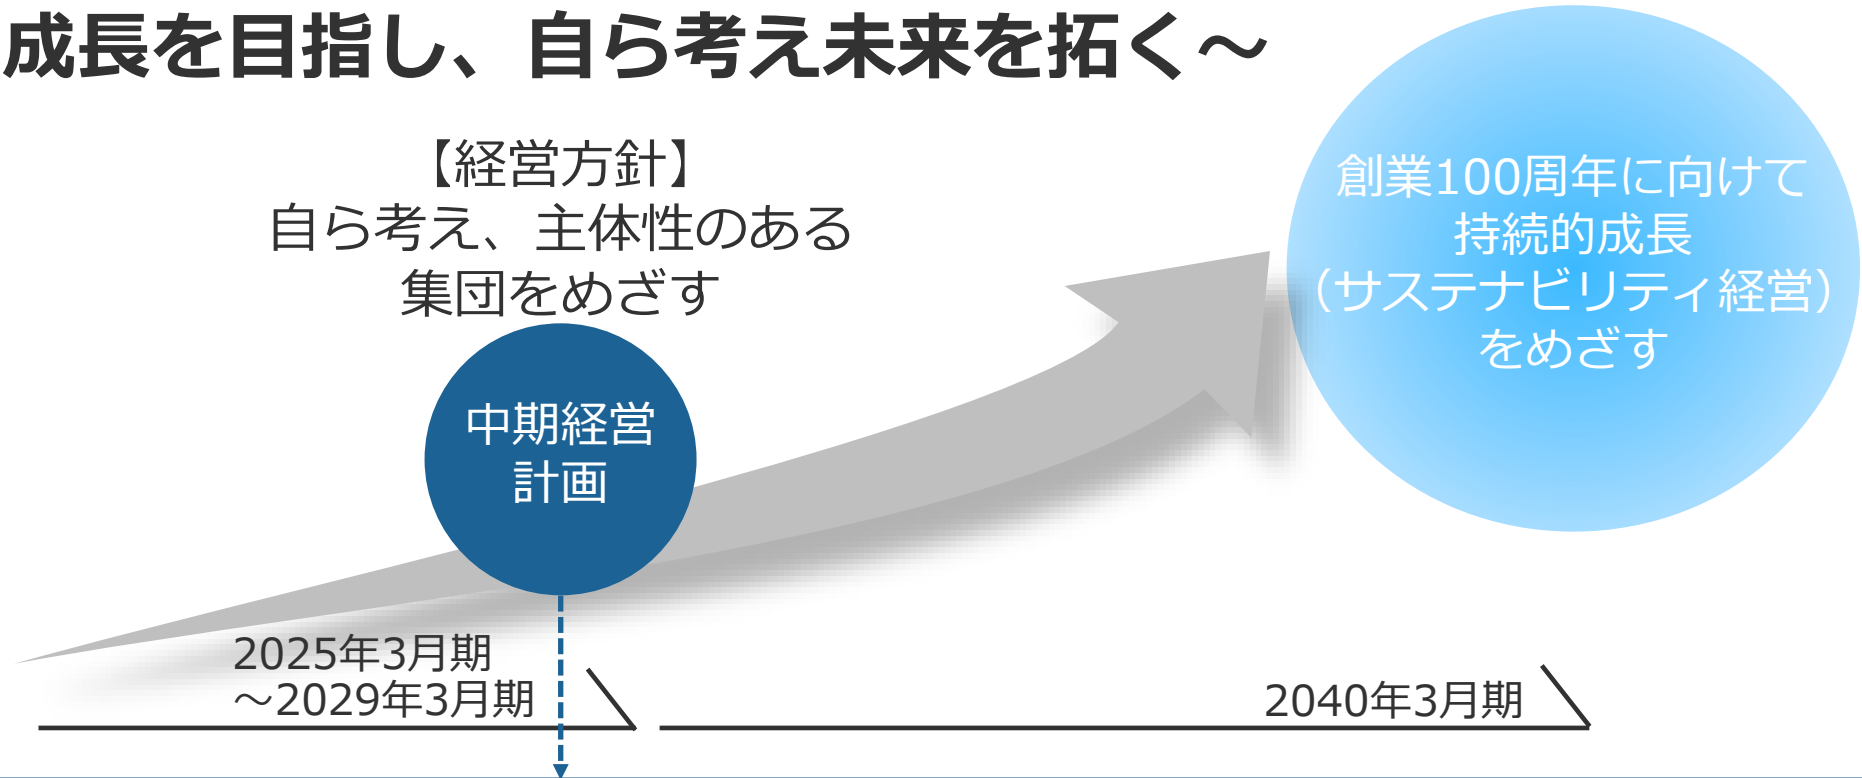 成長を目指し、自ら考え未来を拓く～
【経営方針】
自ら考え、主体性のある
集団をめざす
中期経営
計画
創業100周年に向けて
持続的成長
（サステナビリティ経営）
をめざす
2025年3月期
～2029年3月期
2040年3月期